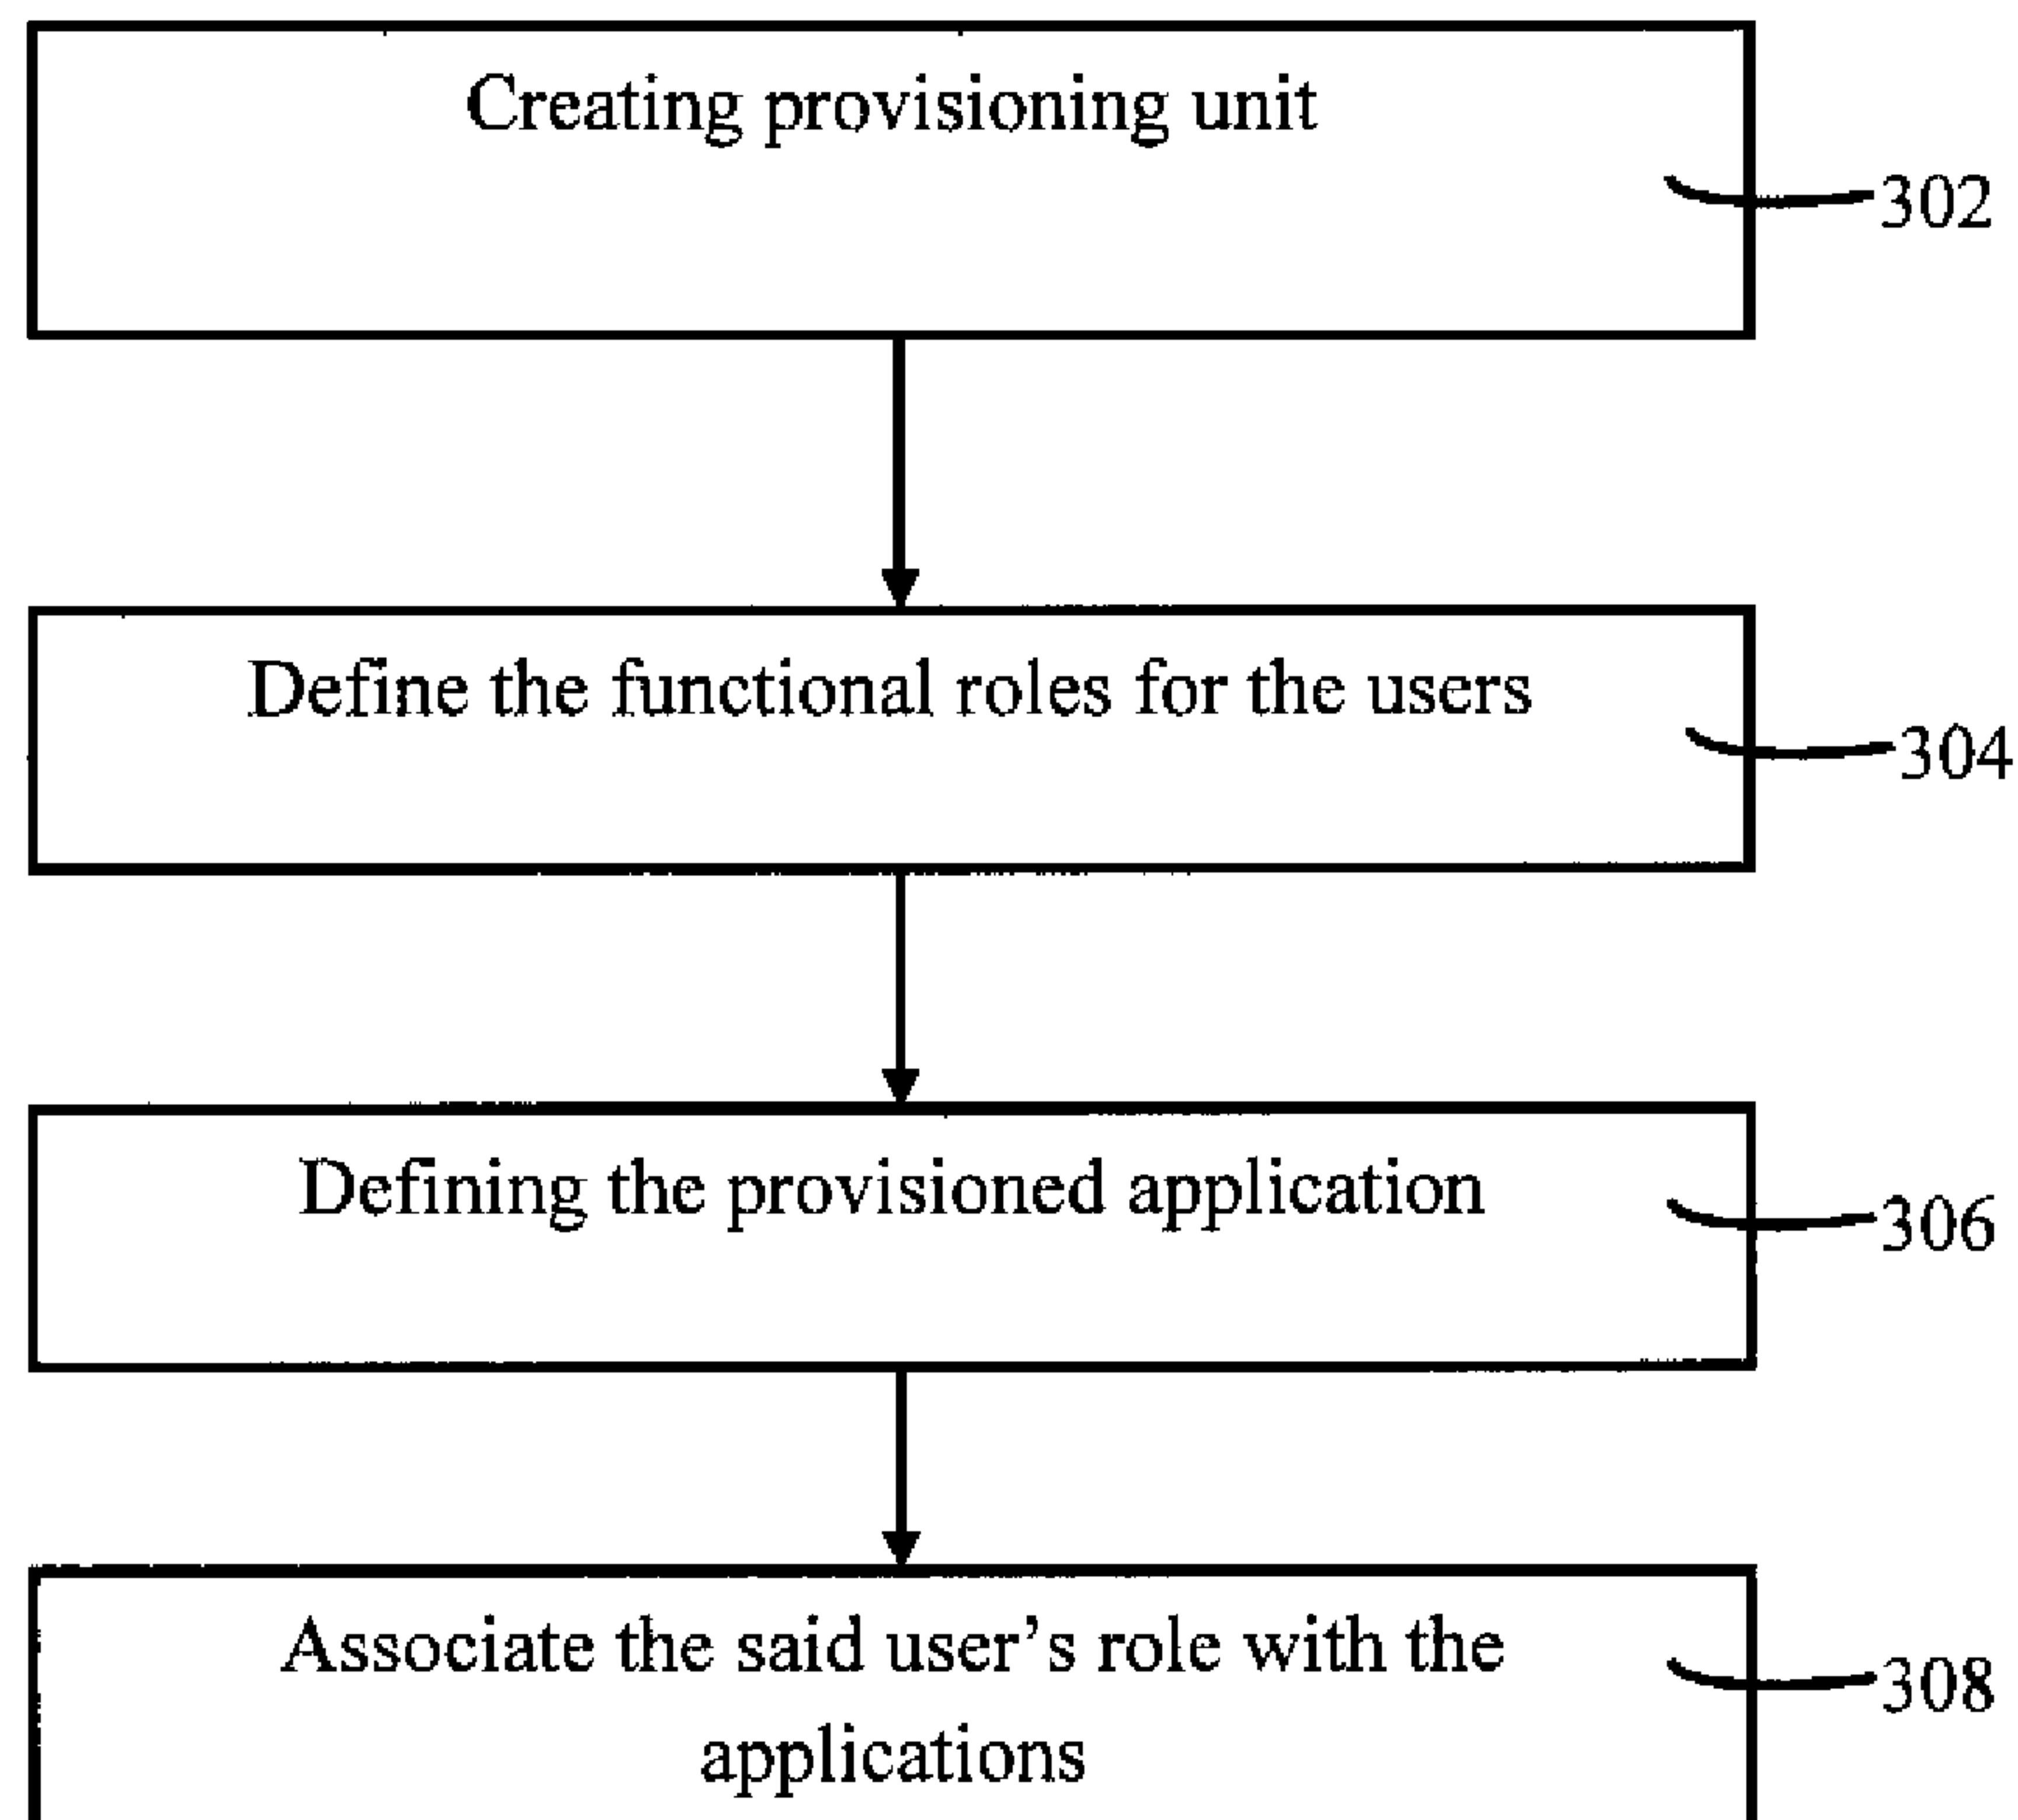 Creating provisioning unit
302
Define the functional roles for the users
304
Defining the provisioned application
306
Associate the said user’s role with the
applications
308